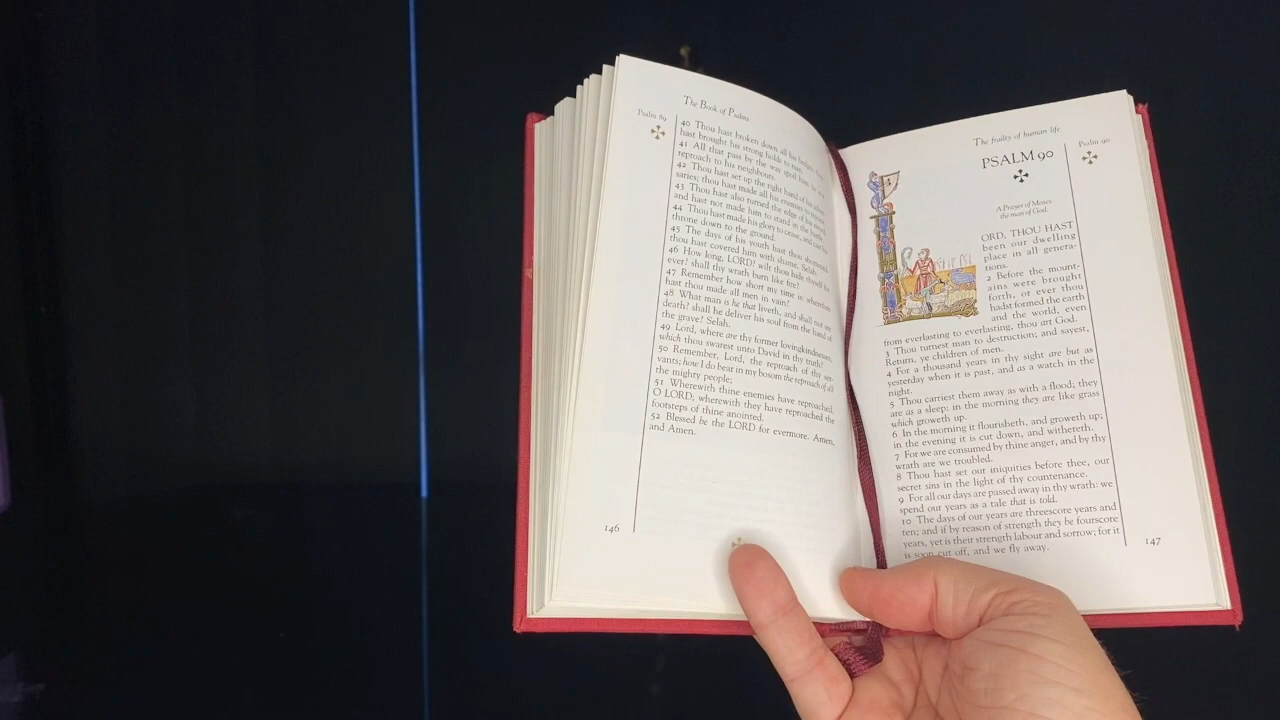 The Book of Psalms
Psalm 89
40 Thou hast broken down all his hedges; thou
hast brought his strong holds to ruin.
41 All that pass by the way spoil him: he is a
reproach to his neighbours.
42 Thou hast set up the right hand of his adver-
saries; thou hast made all his enemies to rejoice.
43 Thou hast also turned the edge of his sword,
and hast not made him to stand in the battle.
44 Thou hast made his glory to cease, and cast his
throne down to the ground.
45 The days of his youth hast thou shortened:
thou hast covered him with shame. Selah.
46 How long, LORD? wilt thou hide thyself for
ever? shall thy wrath burn like fire?
47 Remember how short my time is: wherefore
hast thou made all men in vain?
48 What man is he that liveth, and shall not see
death? shall he deliver his soul from the hand of
the grave? Selah.
49 Lord, where are thy former lovingkindnesses,
which thou swarest unto David in thy truth?
50 Remember, Lord, the reproach of thy ser-
vants; how I do bear in my bosom the reproach of all
the mighty people;
51 Wherewith thine enemies have reproached,
O LORD; wherewith they have reproached the
footsteps of thine anointed.
52 Blessed be the LORD for evermore. Amen,
and Amen.
146
The frailty of human life
Psalm 90
PSALM 90
A Prayer of Moses
the man of God.
ORD, THOU HAST
been our dwelling
place in all genera-
tions.
2 Before the mount-
ains were brought
forth, or ever thou
hadst formed the earth
and the world, even
from everlasting to everlasting, thou art God.
3 Thou turnest man to destruction; and sayest,
Return, ye children of men.
4 For a thousand years in thy sight are but as
yesterday when it is past, and as a watch in the
night.
5 Thou carriest them away as with a flood; they
are as a sleep: in the morning they are like grass
which groweth up.
6 In the morning it flourisheth, and groweth up;
in the evening it is cut down, and withereth.
7 For we are consumed by thine anger, and by thy
wrath are we troubled.
8 Thou hast set our iniquities before thee, our
secret sins in the light of thy countenance.
9 For all our days are passed away in thy wrath: we
spend our years as a tale that is told.
10 The days of our years are threescore years and
ten; and if by reason of strength they be fourscore
years, yet is their strength labour and sorrow; for it
is soon cut off, and we fly away.
147